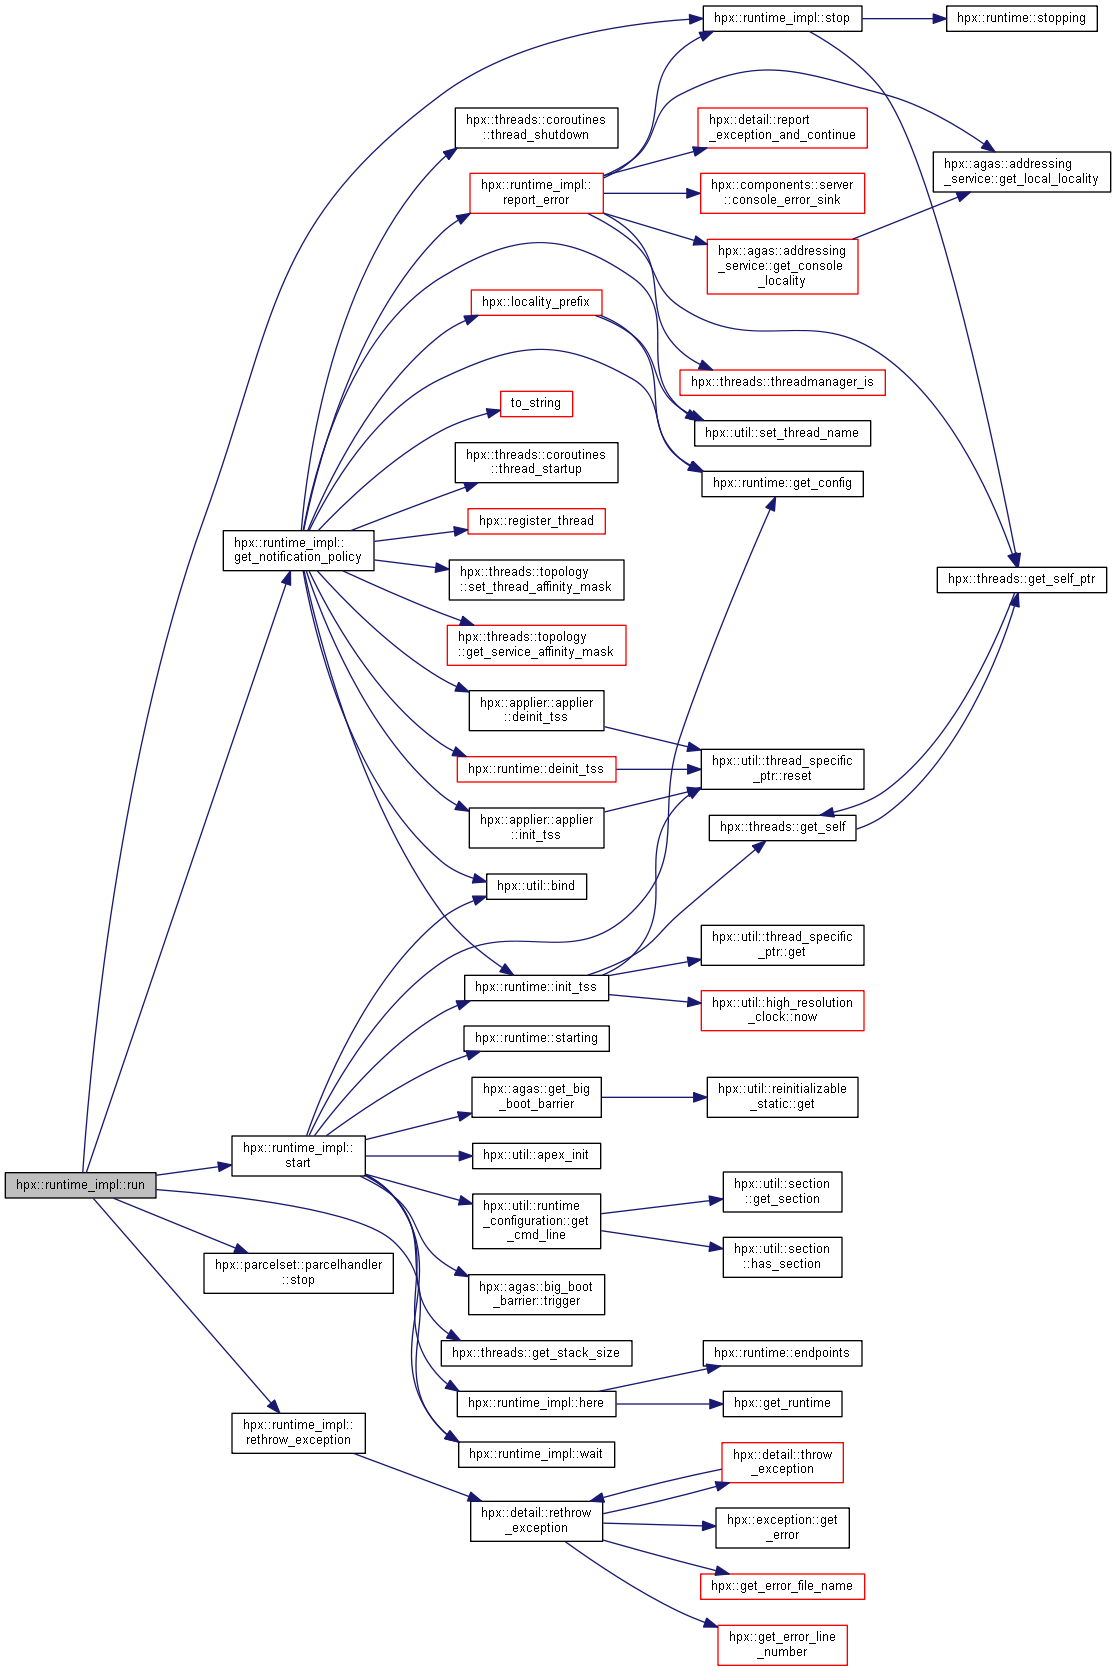 hpx::runtime_impl::stop
hpx::runtime::stopping
hpx::threads::coroutines
::thread_shutdown
hpx::detail::report
_exception_and_continue
hpx::agas::addressing
_service::get_local_locality
hpx::runtime_impl::
report_error
hpx::components::server
::console_error_sink
hpx::agas::addressing
_service::get_console
_locality
hpx::locality_prefix
hpx::threads::threadmanager_is
to_string
hpx::util::set_thread_name
hpx::threads::coroutines
::thread_startup
hpx::runtime::get_config
hpx::register_thread
hpx::runtime_impl::
get_notification_policy
hpx::threads::topology
::set_thread_affinity_mask
hpx::threads::get_self_ptr
hpx::threads::topology
::get_service_affinity_mask
hpx::applier::applier
::deinit_tss
hpx::runtime::deinit_tss
hpx::util::thread_specific
_ptr::reset
hpx::applier::applier
::init_tss
hpx::threads::get_self
hpx::util::bind
hpx::util::thread_specific
_ptr::get
hpx::runtime::init_tss
hpx::util::high_resolution
_clock::now
hpx::runtime::starting
hpx::agas::get_big
_boot_barrier
hpx::util::reinitializable
_static::get
hpx::runtime_impl::
start
hpx::util::apex_init
hpx::runtime_impl::run
hpx::util::runtime
_configuration::get
_cmd_line
hpx::util::section
::get_section
hpx::util::section
::has_section
hpx::parcelset::parcelhandler
::stop
hpx::agas::big_boot
_barrier::trigger
hpx::threads::get_stack_size
hpx::runtime::endpoints
hpx::runtime_impl::here
hpx::get_runtime
hpx::runtime_impl::
rethrow_exception
hpx::runtime_impl::wait
hpx::detail::throw
_exception
hpx::detail::rethrow
_exception
hpx::exception::get
_error
hpx::get_error_file_name
hpx::get_error_line
_number